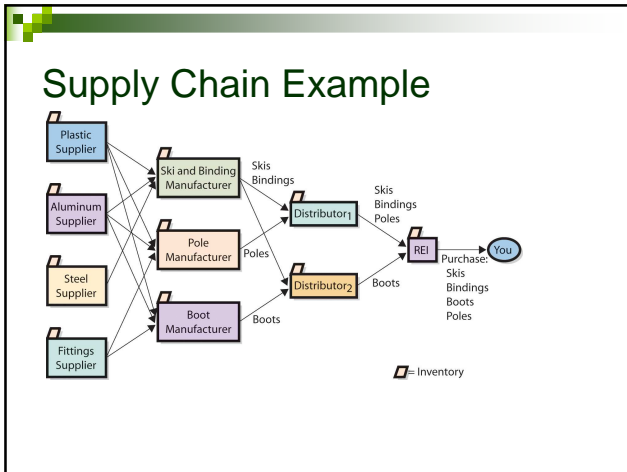 Supply Chain Example
Plastic
Supplier
Aluminum
Supplier
Steel
Supplier
Fittings
Supplier
Ski and Binding
Manufacturer
Pole
Manufacturer
Boot
Manufacturer
Skis
Bindings
Poles
Boots
Distributor1
Distributor2
Skis
Bindings
Poles
Boots
REI
Purchase:
Skis
Bindings
Boots
Poles
You
= Inventory